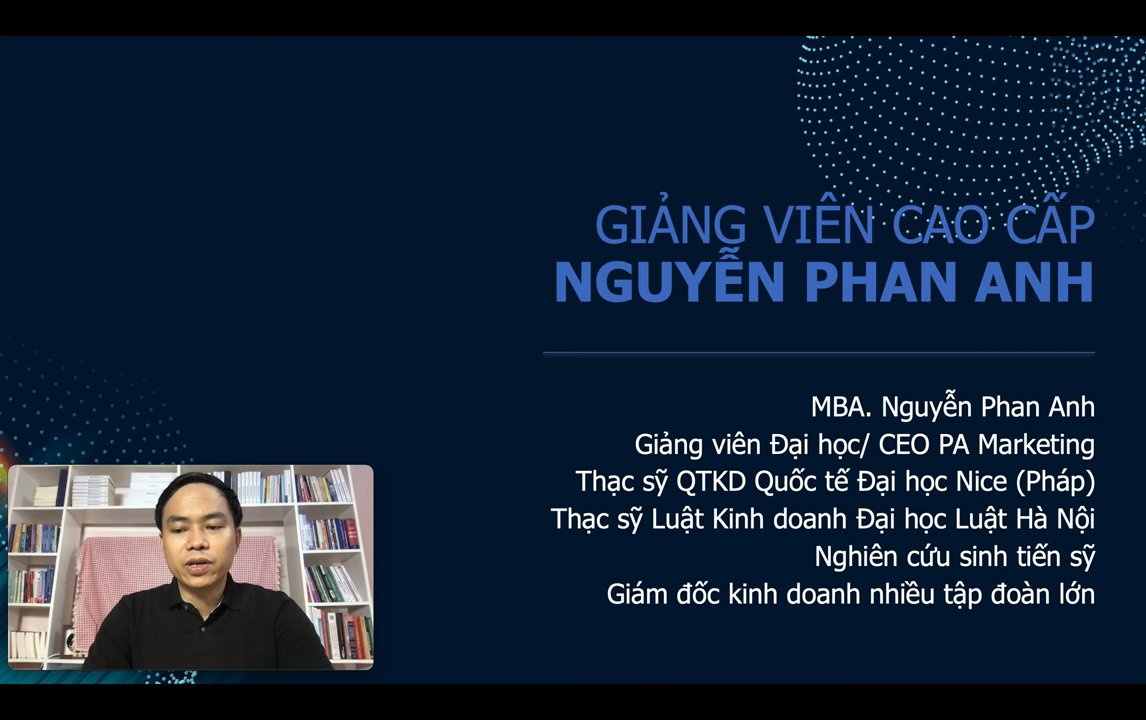 GIẢNG VIÊN CAO CẤP
NGUYỄN PHAN ANH
MBA. Nguyễn Phan Anh
Giảng viên Đại học/ CEO PA Marketing
Thạc sỹ QTKD Quốc tế Đại học Nice (Pháp)
Thạc sỹ Luật Kinh doanh Đại học Luật Hà Nội
Nghiên cứu sinh tiến sỹ
Giám đốc kinh doanh nhiều tập đoàn lớn